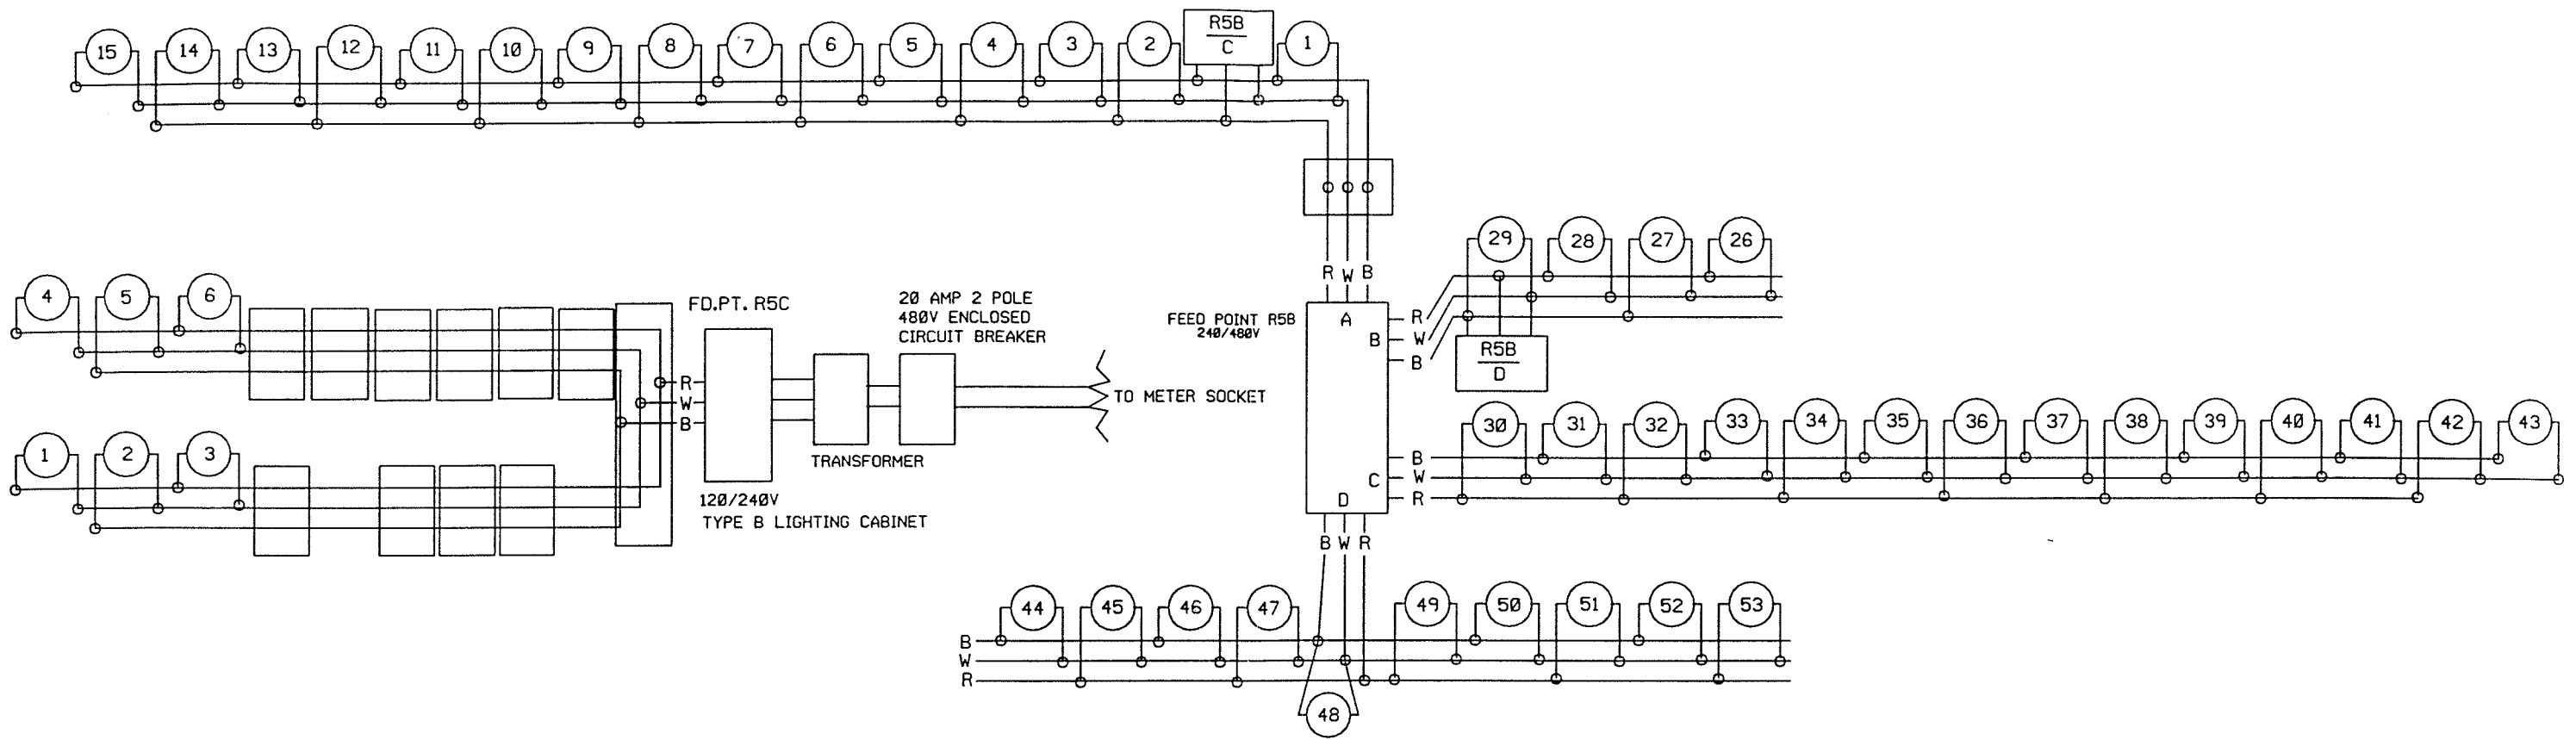 15 14 13 12 11 10 9 8 7 6 5 4 3 2 R5B 1
C
R W B
29 28 27 26
4 5 6
FD.PT. R5C
20 AMP 2 POLE
480V ENCLOSED
CIRCUIT BREAKER
FEED POINT R5B
240/480V
A
B
R
W
B
R5B
D
R
W
B
TO METER SOCKET
TRANSFORMER
1 2 3
120/240V
TYPE B LIGHTING CABINET
30 31 32 33 34 35 36 37 38 39 40 41 42 43
B
C W
D R
B W R
44 45 46 47 49 50 51 52 53
B
W
R
48